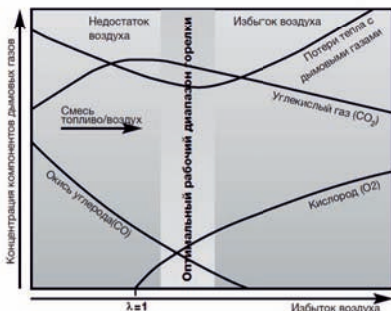 Концентрация компонентов дымовых газов
Недостаток
воздуха
Избыток воздуха
Потери тепла с
дымовыми газами
Углекислый газ (CO₂)
Смесь
топливо/воздух
Оптимальный рабочий диапазон горелки
Окись углерода(CO)
Кислород (O2)
λ=1
Избыток воздуха